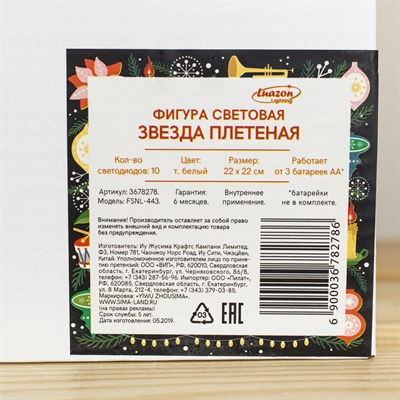 Luazon
Lighting
ФИГУРА СВЕТОВАЯ
ЗВЕЗДА ПЛЕТЕНАЯ
Кол-во светодиодов: 10
Цвет: т. белый
Размер: 22 х 22 см
Работает от 3 батареек АА*
Артикул: 3678278.
Модель: FSNL-443.
Гарантия: 6 месяцев.
Внутреннее применение.
*батарейки не в комплекте.
Внимание! Производитель оставляет за собой право
изменять внешний вид и комплектацию товара
без предупреждения.
Изготовитель: Иу Жусима Крафтс Кампани Лимитед.
Ф3, Номер 781, Чаочжоу Норс Роад, Иу Сити, Чжэцзян,
Китай. Уполномоченное изготовителем лицо по принятию
претензий: ООО «ВИП», РФ, 620010, Свердловская
область, г. Екатеринбург, ул. Черняховского, 86/8,
телефон: +7 (343) 287-56-96. Импортер: ООО «Пилат»,
РФ, 620085, Свердловская область, г. Екатеринбург,
ул. 8 Марта, 212-4, телефон: +7 (343) 379-03-85.
Маркировка: «YIWU ZHOUSIMA».
WWW.SIMA-LAND.RU
(на правах рекламы)
Срок службы: 5 лет.
Дата изготовления: 05.2019.
03
EAC
6900036782786